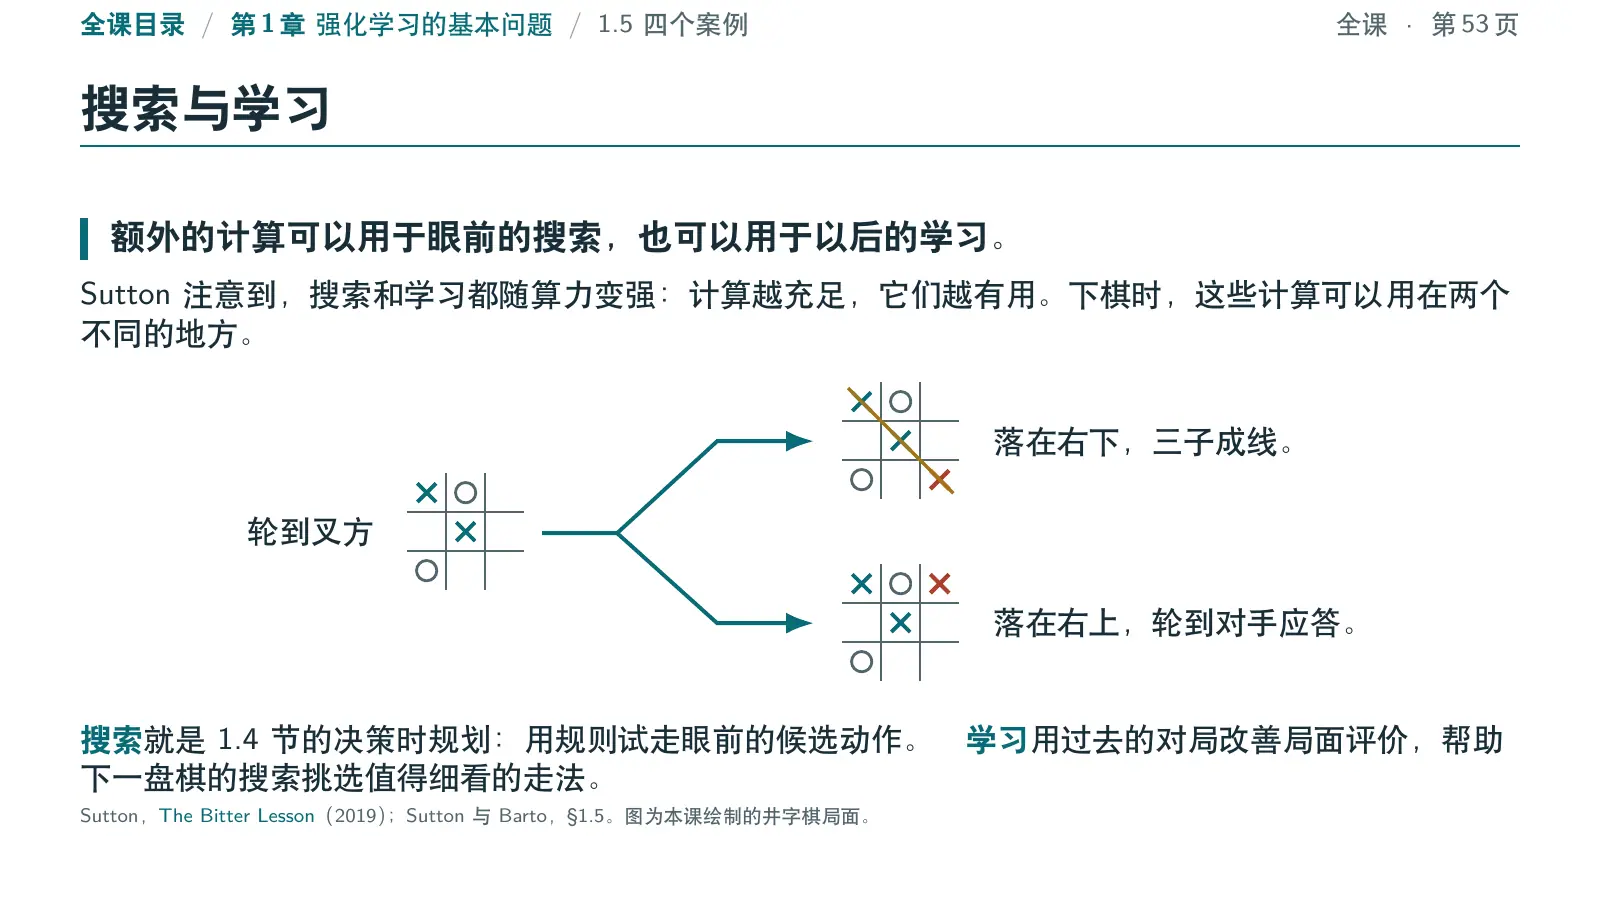 全课目录 / 第1章 强化学习的基本问题 / 1.5 四个案例
全课 · 第53页
搜索与学习
额外的计算可以用于眼前的搜索，也可以用于以后的学习。
Sutton 注意到，搜索和学习都随算力变强：计算越充足，它们越有用。下棋时，这些计算可以用在两个
不同的地方。
落在右下，三子成线。
轮到叉方
落在右上，轮到对手应答。
搜索就是 1.4 节的决策时规划：用规则试走眼前的候选动作。 学习用过去的对局改善局面评价，帮助
下一盘棋的搜索挑选值得细看的走法。
Sutton，The Bitter Lesson（2019）；Sutton 与 Barto，§1.5。图为本课绘制的井字棋局面。